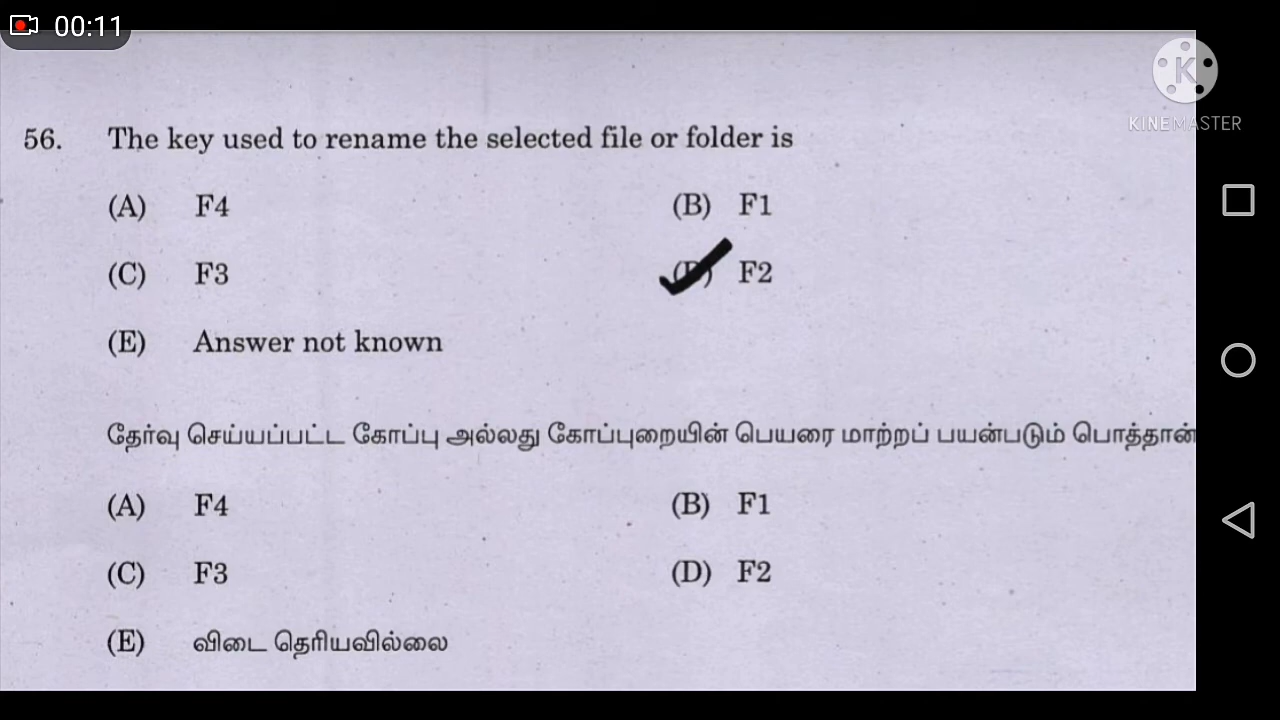 00:11
KINEMASTER
56. The key used to rename the selected file or folder is
(A) F4 (B) F1
(C) F3 (D) F2
(E) Answer not known
தேர்வு செய்யப்பட்ட கோப்பு அல்லது கோப்புறையின் பெயரை மாற்றப் பயன்படும் பொத்தான்
(A) F4 (B) F1
(C) F3 (D) F2
(E) விடை தெரியவில்லை